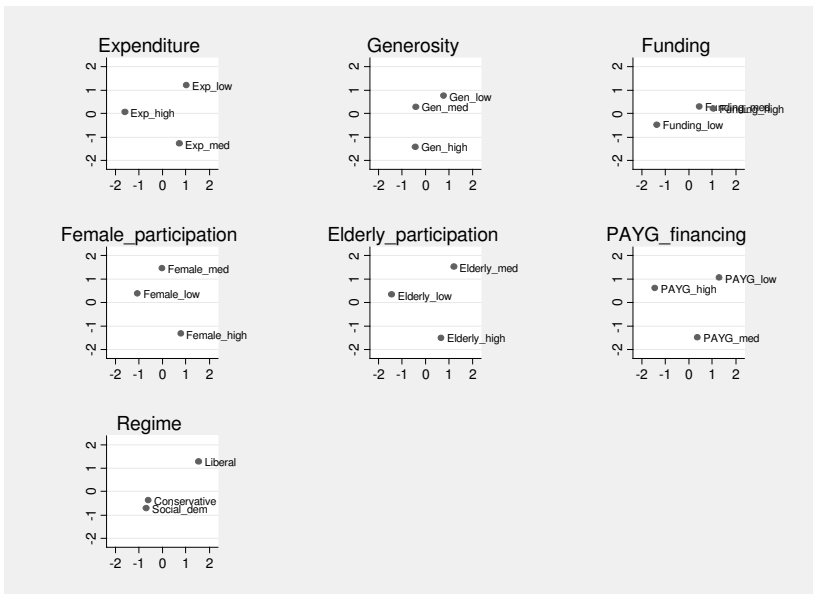 Expenditure
2
1
0
-1
-2
Exp_low
Exp_high
Exp_med
-2 -1 0 1 2
Generosity
2
1
0
-1
-2
Gen_low
Gen_med
Gen_high
-2 -1 0 1 2
Funding
2
1
0
-1
-2
Funding_med
Funding_high
Funding_low
-2 -1 0 1 2
Female_participation
2
1
0
-1
-2
Female_med
Female_low
Female_high
-2 -1 0 1 2
Elderly_participation
2
1
0
-1
-2
Elderly_med
Elderly_low
Elderly_high
-2 -1 0 1 2
PAYG_financing
2
1
0
-1
-2
PAYG_low
PAYG_high
PAYG_med
-2 -1 0 1 2
Regime
2
1
0
-1
-2
Liberal
Conservative
Social_dem
-2 -1 0 1 2